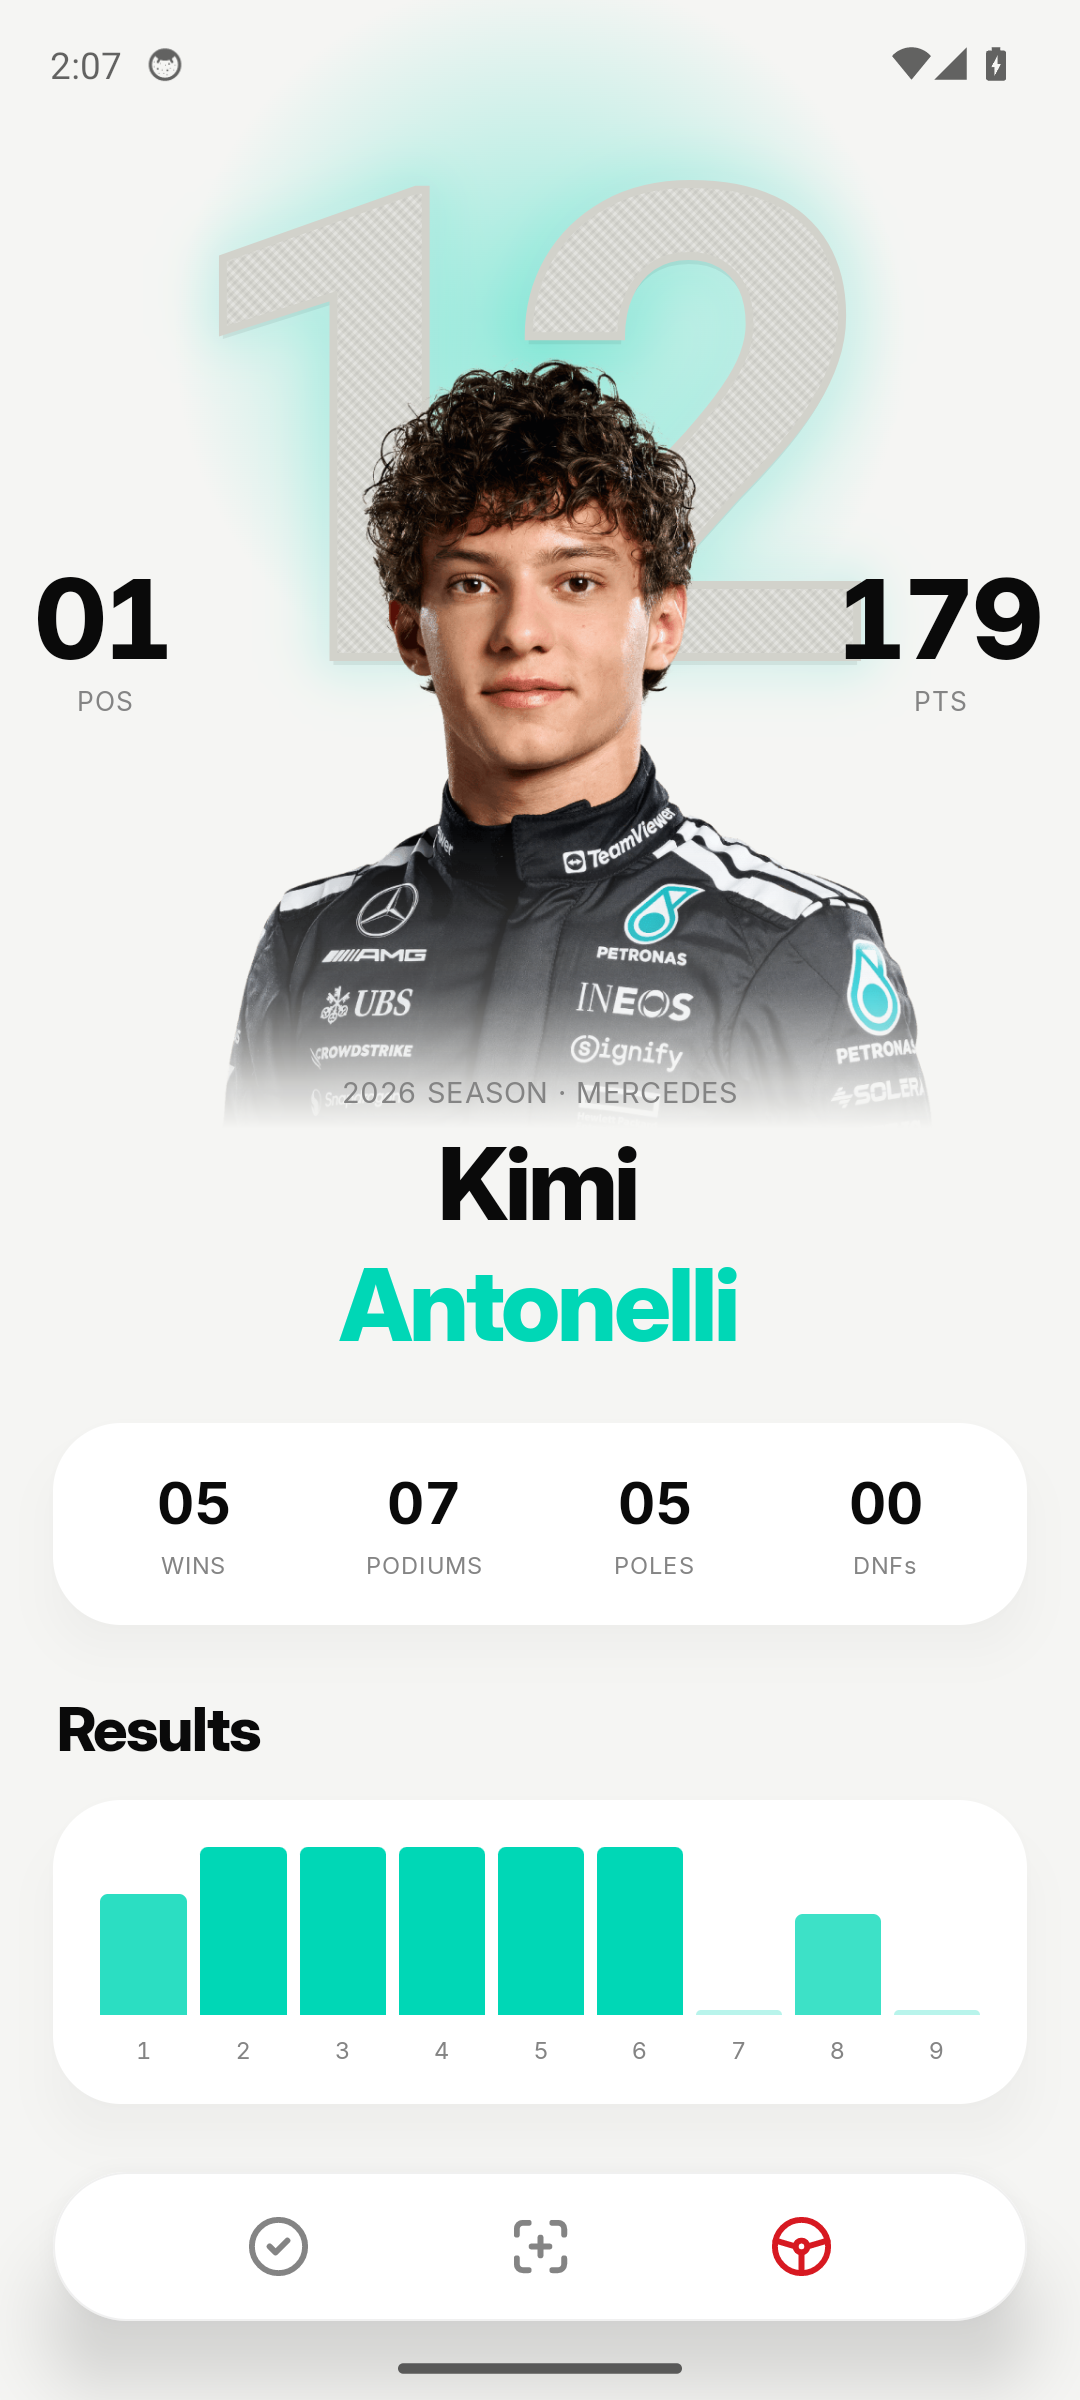 2:07
12
01
POS
179
PTS
TeamViewer
AMG
PETRONAS
UBS
INEOS
CROWDSTRIKE
Signify
PETRONAS
SOLERA
2026 SEASON · MERCEDES
Kimi
Antonelli
05 07 05 00
WINS PODIUMS POLES DNFs
Results
1 2 3 4 5 6 7 8 9